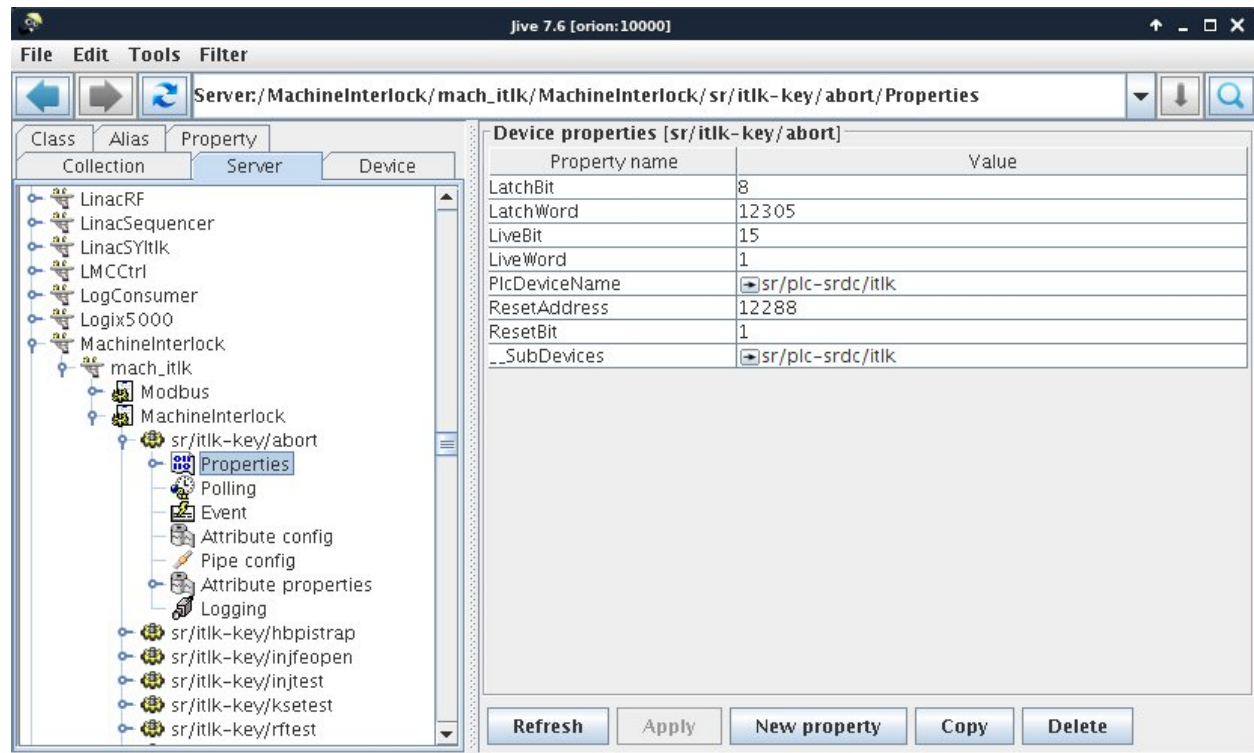 Jive 7.6 [orion:10000]
File Edit Tools Filter
Server:/MachineInterlock/mach_itlk/MachineInterlock/sr/itlk-key/abort/Properties
Class Alias Property
Collection Server Device
LinacRF
LinacSequencer
LinacSYItlk
LMCCtrl
LogConsumer
Logix5000
MachineInterlock
mach_itlk
Modbus
MachineInterlock
sr/itlk-key/abort
Properties
Polling
Event
Attribute config
Pipe config
Attribute properties
Logging
sr/itlk-key/hbpistrap
sr/itlk-key/injfeopen
sr/itlk-key/injtest
sr/itlk-key/ksetest
sr/itlk-key/rftest
Device properties [sr/itlk-key/abort]
Property name Value
LatchBit 8
LatchWord 12305
LiveBit 15
LiveWord 1
PlcDeviceName sr/plc-srdc/itlk
ResetAddress 12288
ResetBit 1
__SubDevices sr/plc-srdc/itlk
Refresh Apply New property Copy Delete